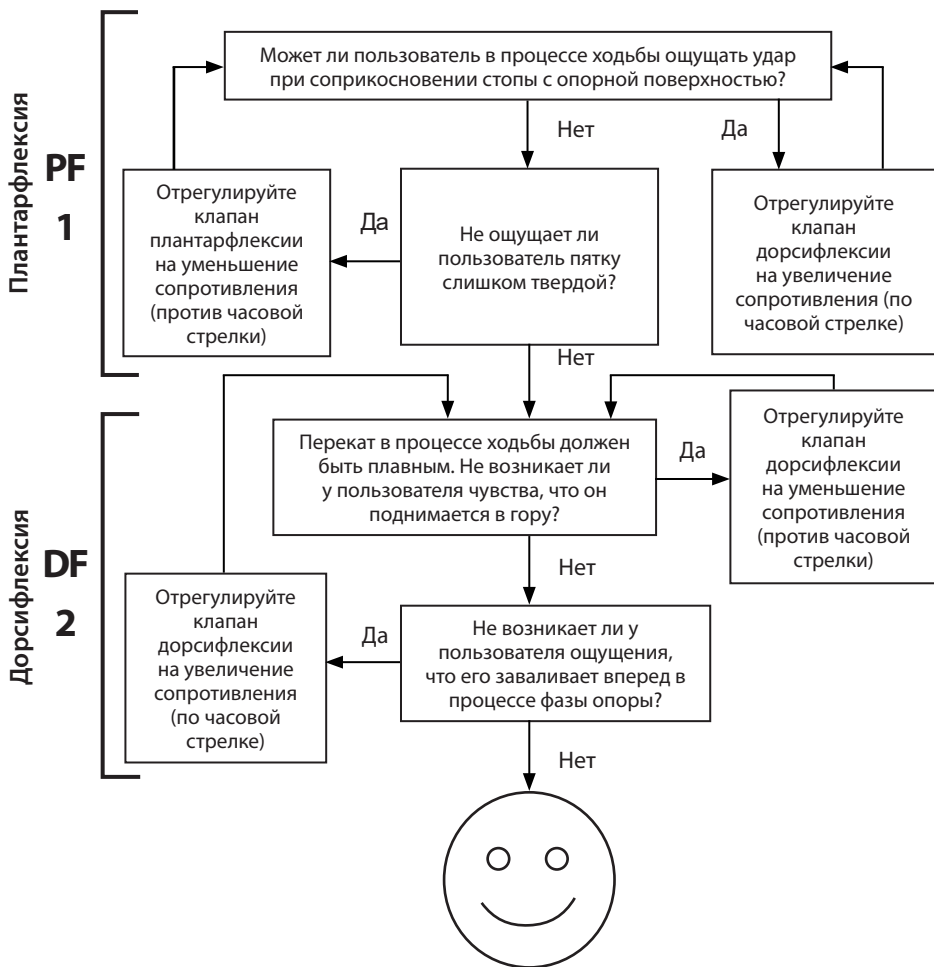 Плантарфлексия
PF
1
Может ли пользователь в процессе ходьбы ощущать удар
при соприкосновении стопы с опорной поверхностью?
Нет
Да
Отрегулируйте
клапан
плантарфлексии
на уменьшение
сопротивления
(против часовой
стрелки)
Да
Не ощущает ли
пользователь пятку
слишком твердой?
Отрегулируйте
клапан
дорсифлексии
на увеличение
сопротивления (по
часовой стрелке)
Нет
Дорсифлексия
DF
2
Перекат в процессе ходьбы должен
быть плавным. Не возникает ли
у пользователя чувства, что он
поднимается в гору?
Да
Отрегулируйте
клапан
дорсифлексии
на уменьшение
сопротивления
(против часовой
стрелки)
Нет
Отрегулируйте
клапан
дорсифлексии
на увеличение
сопротивления
(по часовой
стрелке)
Да
Не возникает ли у
пользователя ощущения,
что его заваливает вперед в
процессе фазы опоры?
Нет